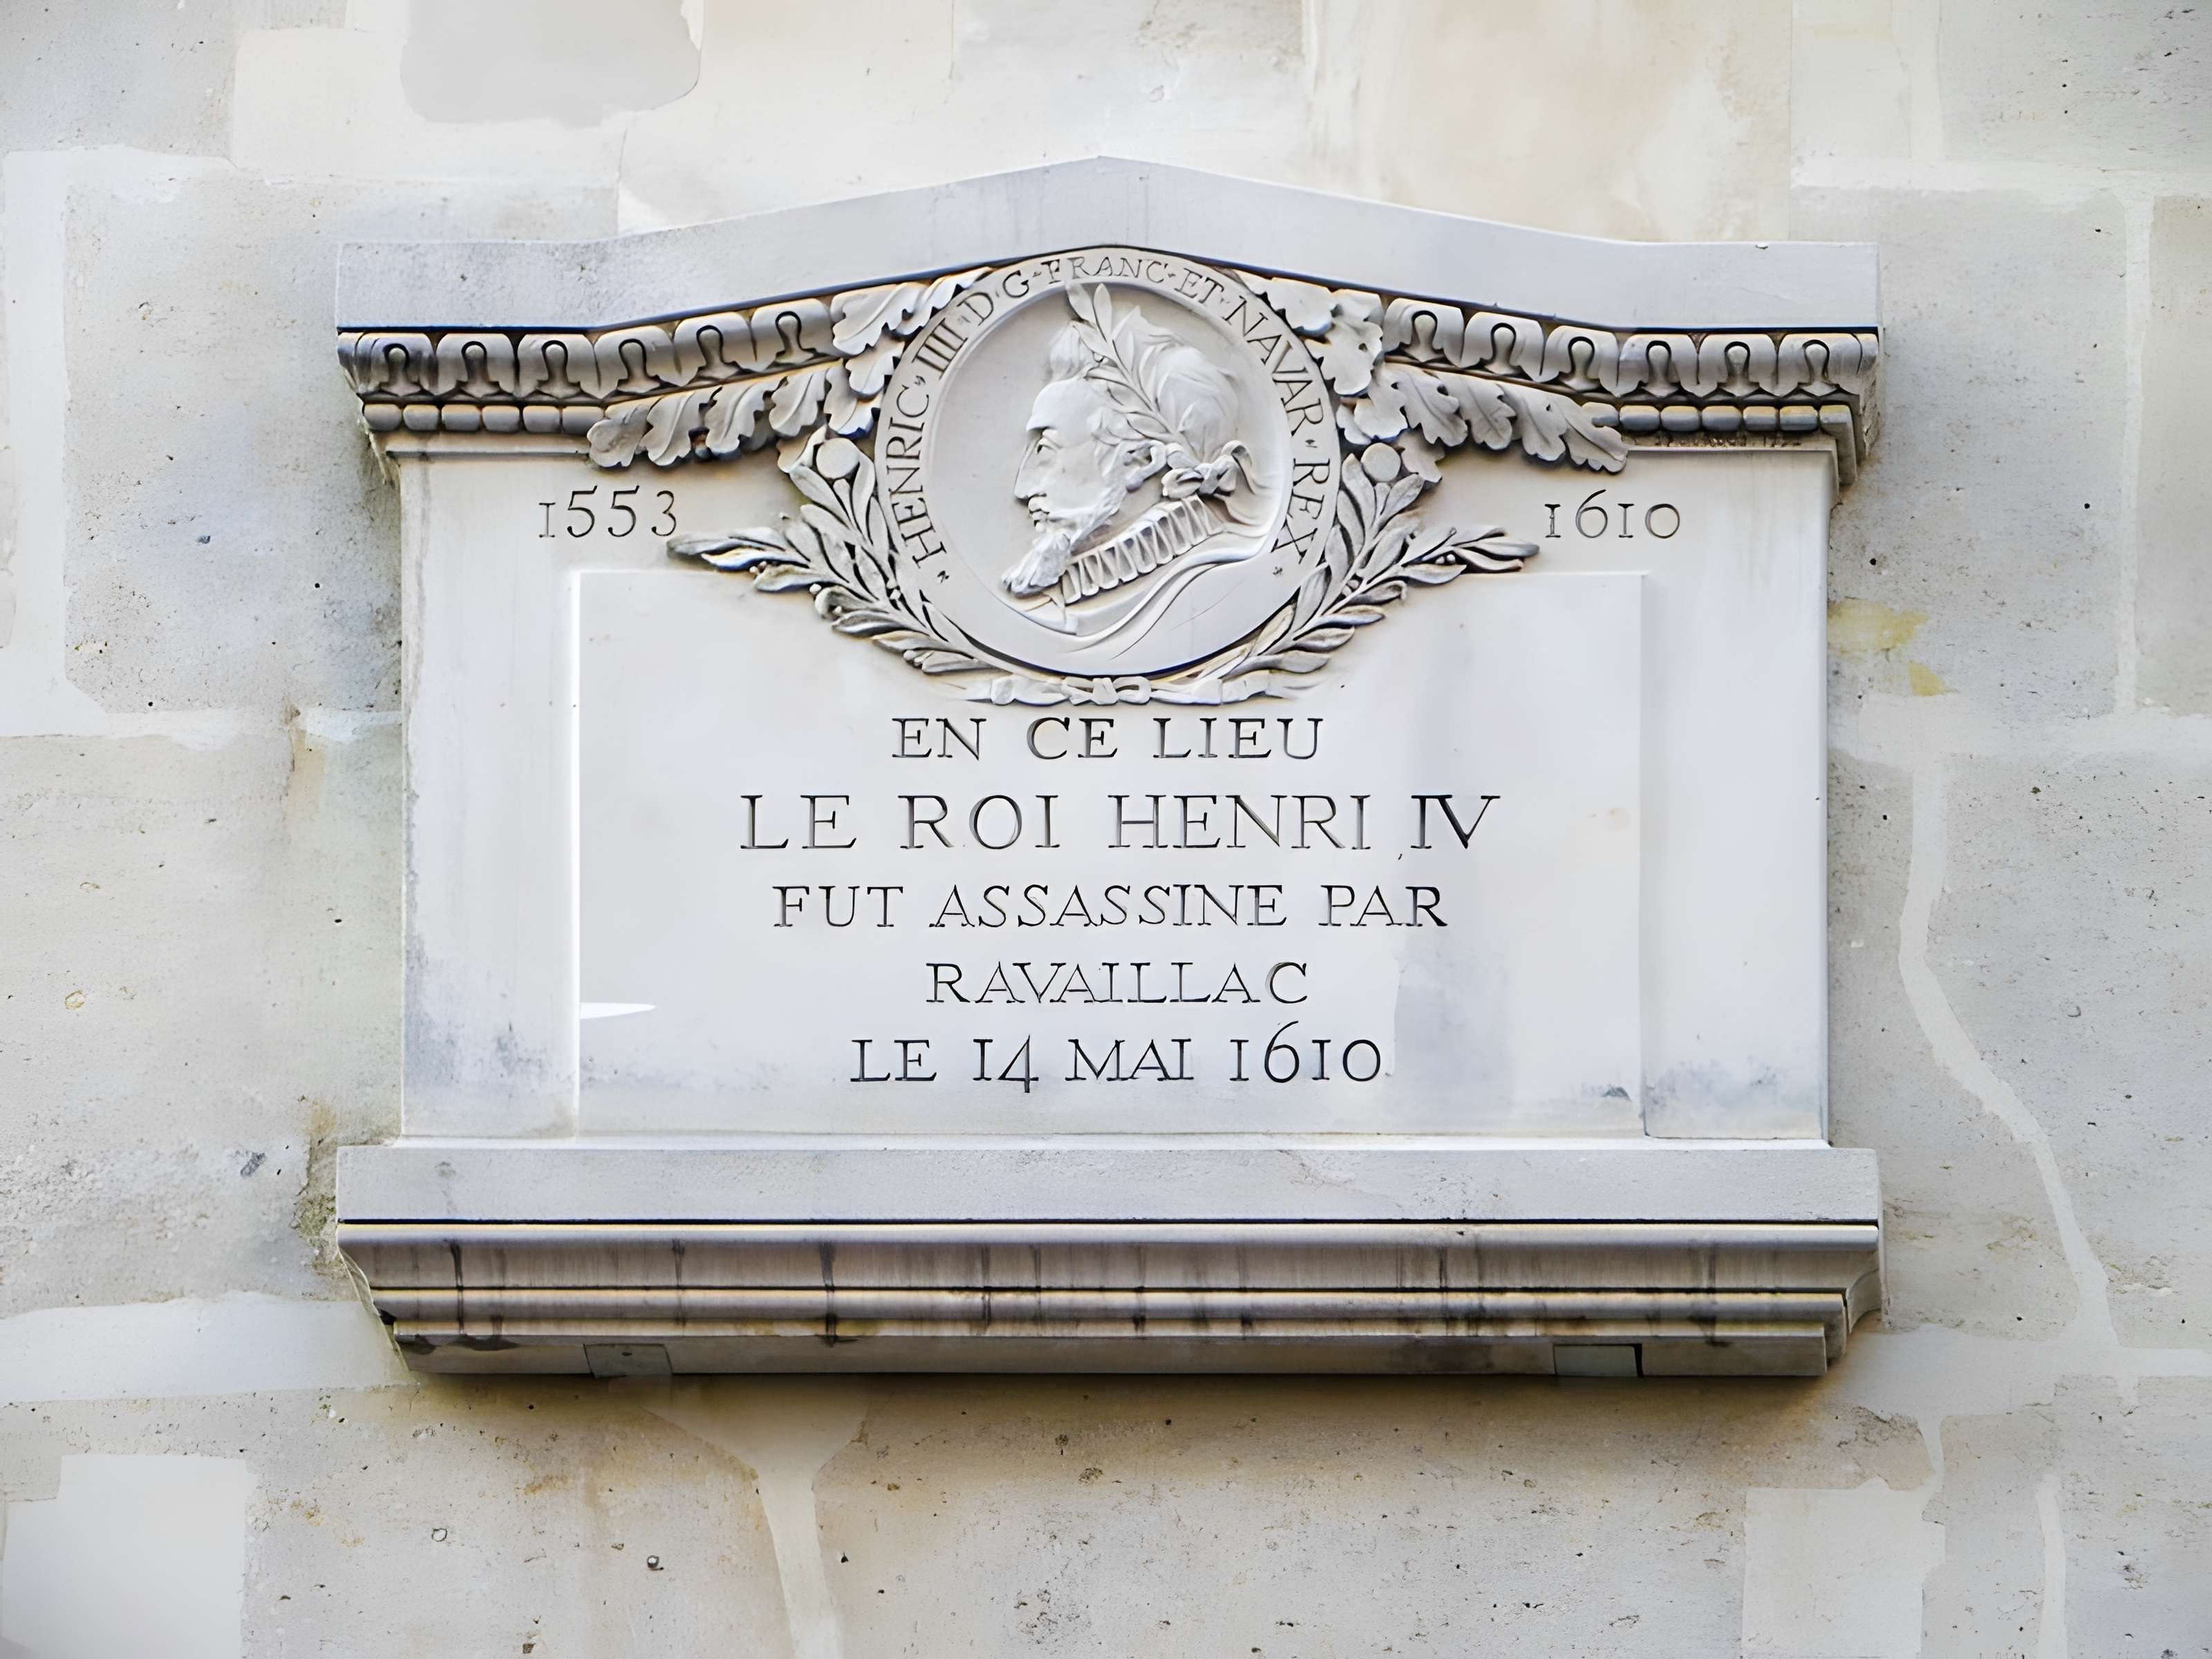 HENRIC · IIII · D · G · FRANC · ET · NAVAR · REX
1553
1610
EN CE LIEU
LE ROI HENRI IV
FUT ASSASSINE PAR
RAVAILLAC
LE 14 MAI 1610